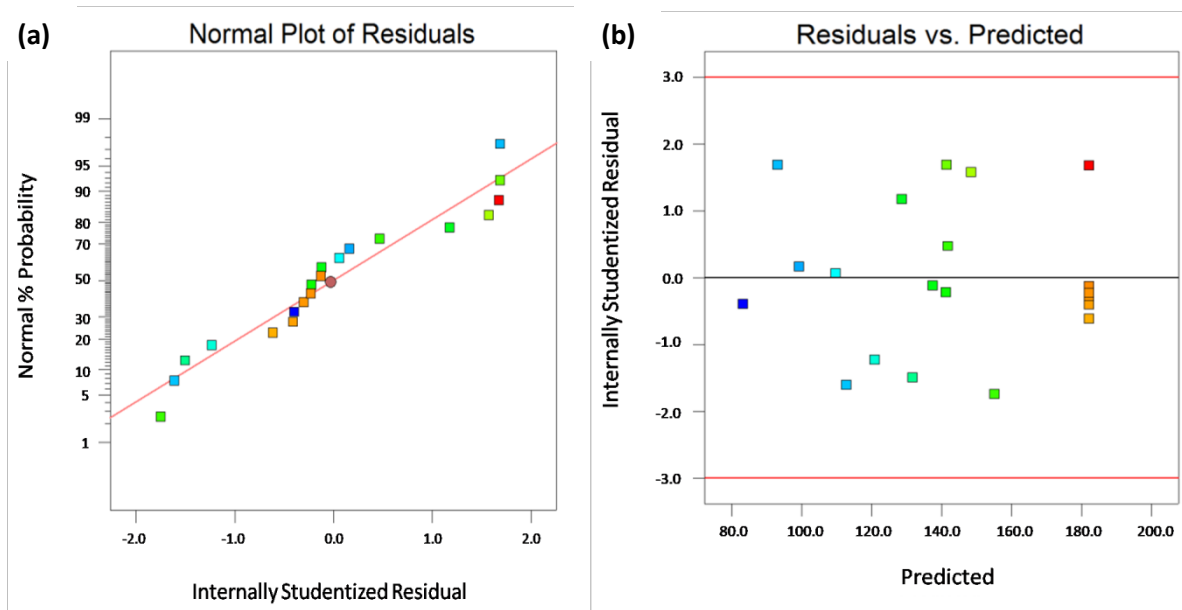 (a)
Normal Plot of Residuals
Normal % Probability
99
95
90
80
70
50
30
20
10
5
1
-2.0 -1.0 0.0 1.0 2.0
Internally Studentized Residual
(b)
Residuals vs. Predicted
Internally Studentized Residual
3.0
2.0
1.0
0.0
-1.0
-2.0
-3.0
80.0 100.0 120.0 140.0 160.0 180.0 200.0
Predicted